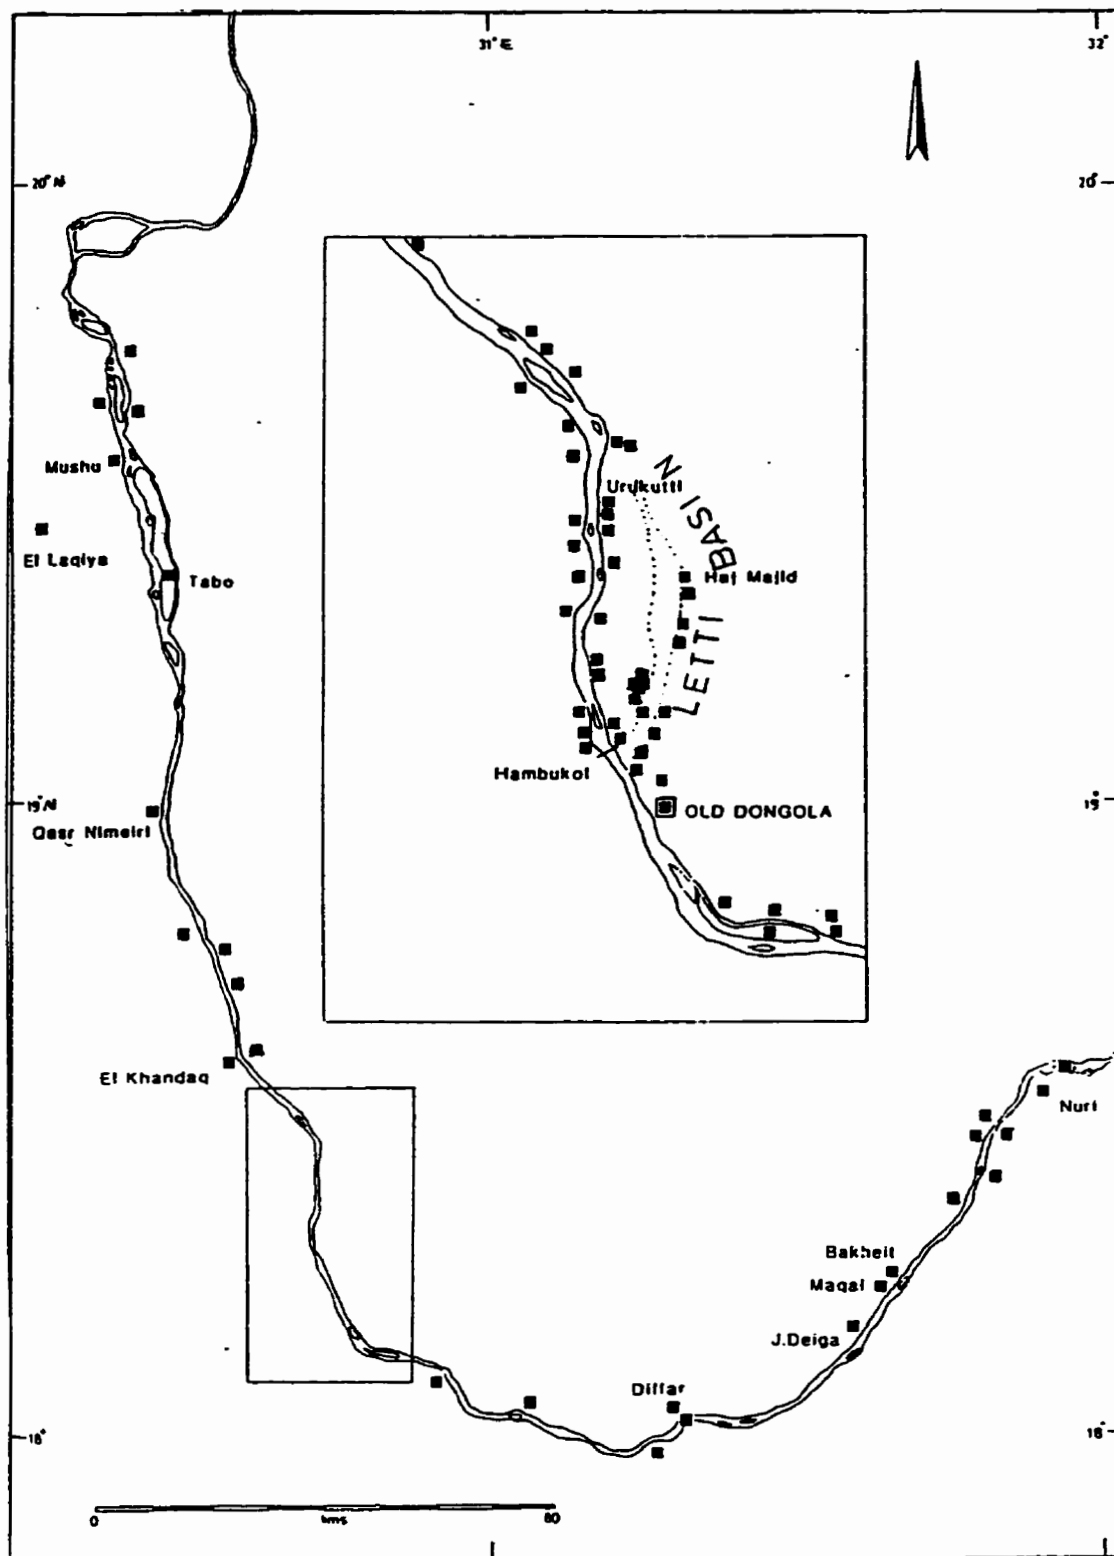 31° E
32°
20° N
20°
Mushu
El Laqiya
Tabo
Urukutti
LETTI BASIN
Haj Majid
Hambukol
OLD DONGOLA
19° N
19°
Qasr Nimeiri
El Khandaq
Nuri
Bakheit
Maqal
J.Deiga
Diffar
18°
18°
0
kms
80